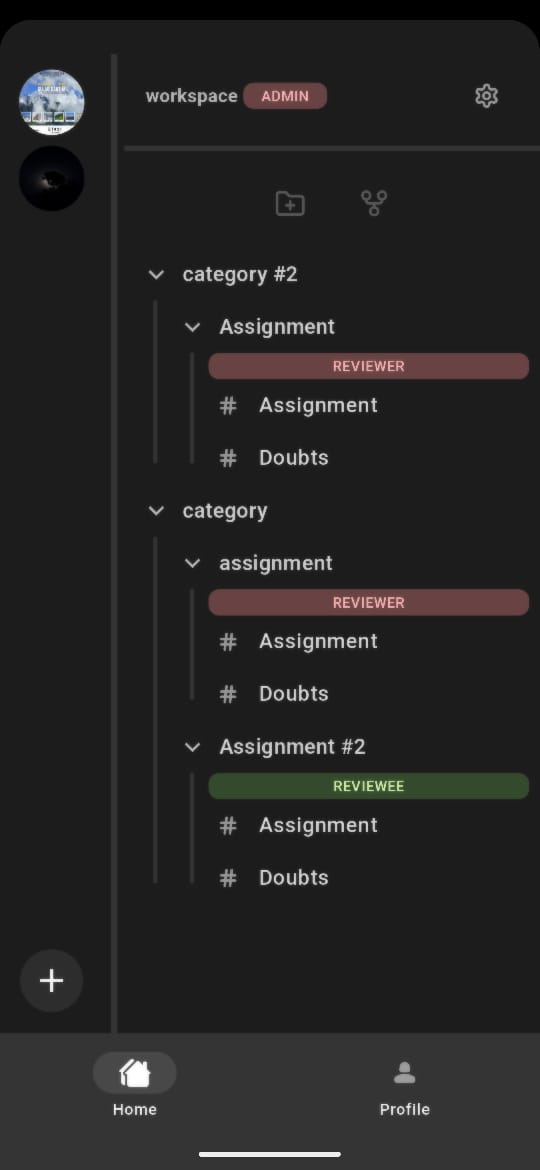 workspace ADMIN
category #2
Assignment
REVIEWER
# Assignment
# Doubts
category
assignment
REVIEWER
# Assignment
# Doubts
Assignment #2
REVIEWEE
# Assignment
# Doubts
Home Profile